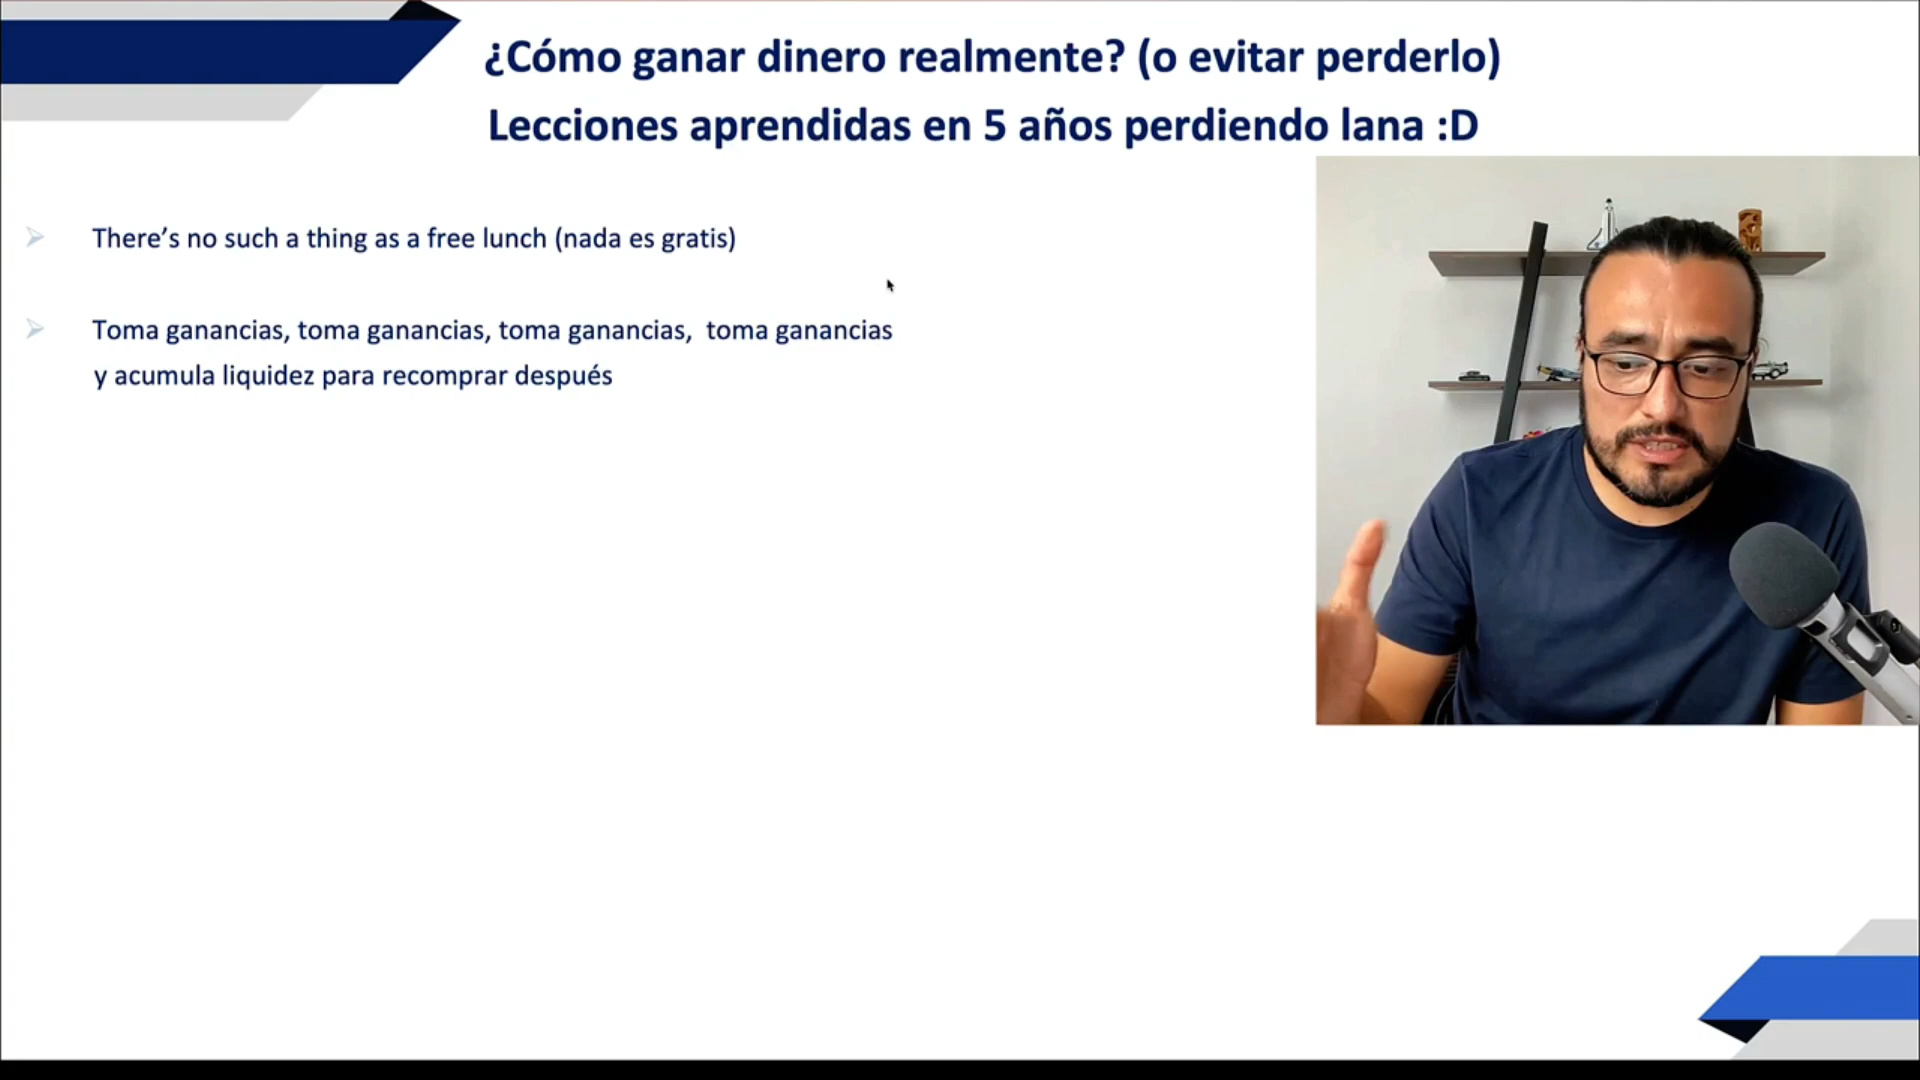 ¿Cómo ganar dinero realmente? (o evitar perderlo)
Lecciones aprendidas en 5 años perdiendo lana :D
There’s no such a thing as a free lunch (nada es gratis)
Toma ganancias, toma ganancias, toma ganancias,  toma ganancias
y acumula liquidez para recomprar después